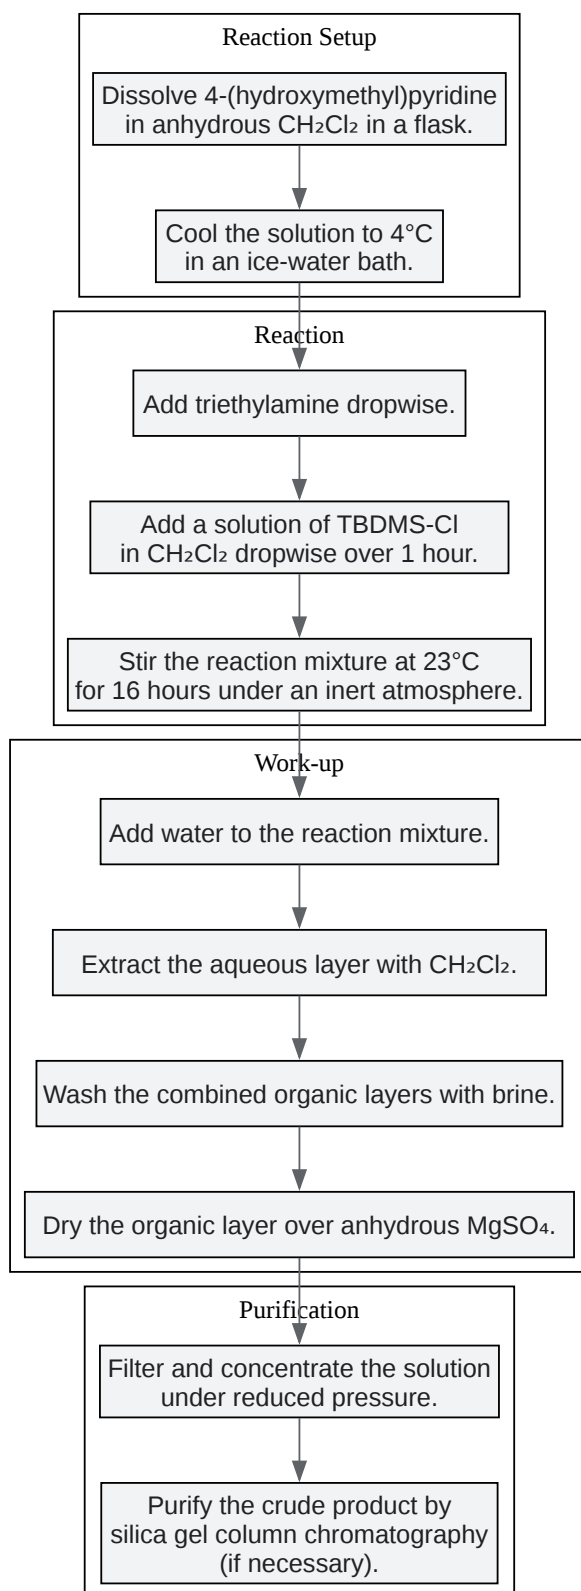 Reaction Setup
Dissolve 4-(hydroxymethyl)pyridine
in anhydrous CH₂Cl₂ in a flask.
Cool the solution to 4°C
in an ice-water bath.
Reaction
Add triethylamine dropwise.
Add a solution of TBDMS-Cl
in CH₂Cl₂ dropwise over 1 hour.
Stir the reaction mixture at 23°C
for 16 hours under an inert atmosphere.
Work-up
Add water to the reaction mixture.
Extract the aqueous layer with CH₂Cl₂.
Wash the combined organic layers with brine.
Dry the organic layer over anhydrous MgSO₄.
Purification
Filter and concentrate the solution
under reduced pressure.
Purify the crude product by
silica gel column chromatography
(if necessary).